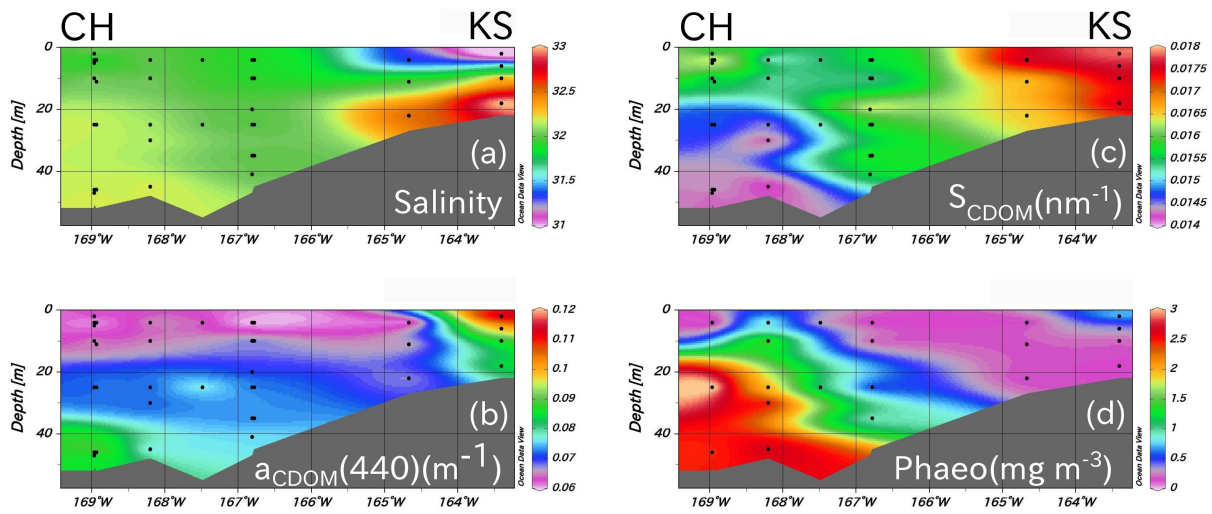 CH KS
0
20
40
Depth [m]
169°W 168°W 167°W 166°W 165°W 164°W
(a)
Salinity
33
32.5
32
31.5
31
Ocean Data View
CH KS
0
20
40
Depth [m]
169°W 168°W 167°W 166°W 165°W 164°W
(c)
S_CDOM(nm⁻¹)
0.018
0.0175
0.017
0.0165
0.016
0.0155
0.015
0.0145
0.014
Ocean Data View
0
20
40
Depth [m]
169°W 168°W 167°W 166°W 165°W 164°W
(b)
a_CDOM(440)(m⁻¹)
0.12
0.11
0.1
0.09
0.08
0.07
0.06
Ocean Data View
0
20
40
Depth [m]
169°W 168°W 167°W 166°W 165°W 164°W
(d)
Phaeo(mg m⁻³)
3
2.5
2
1.5
1
0.5
0
Ocean Data View